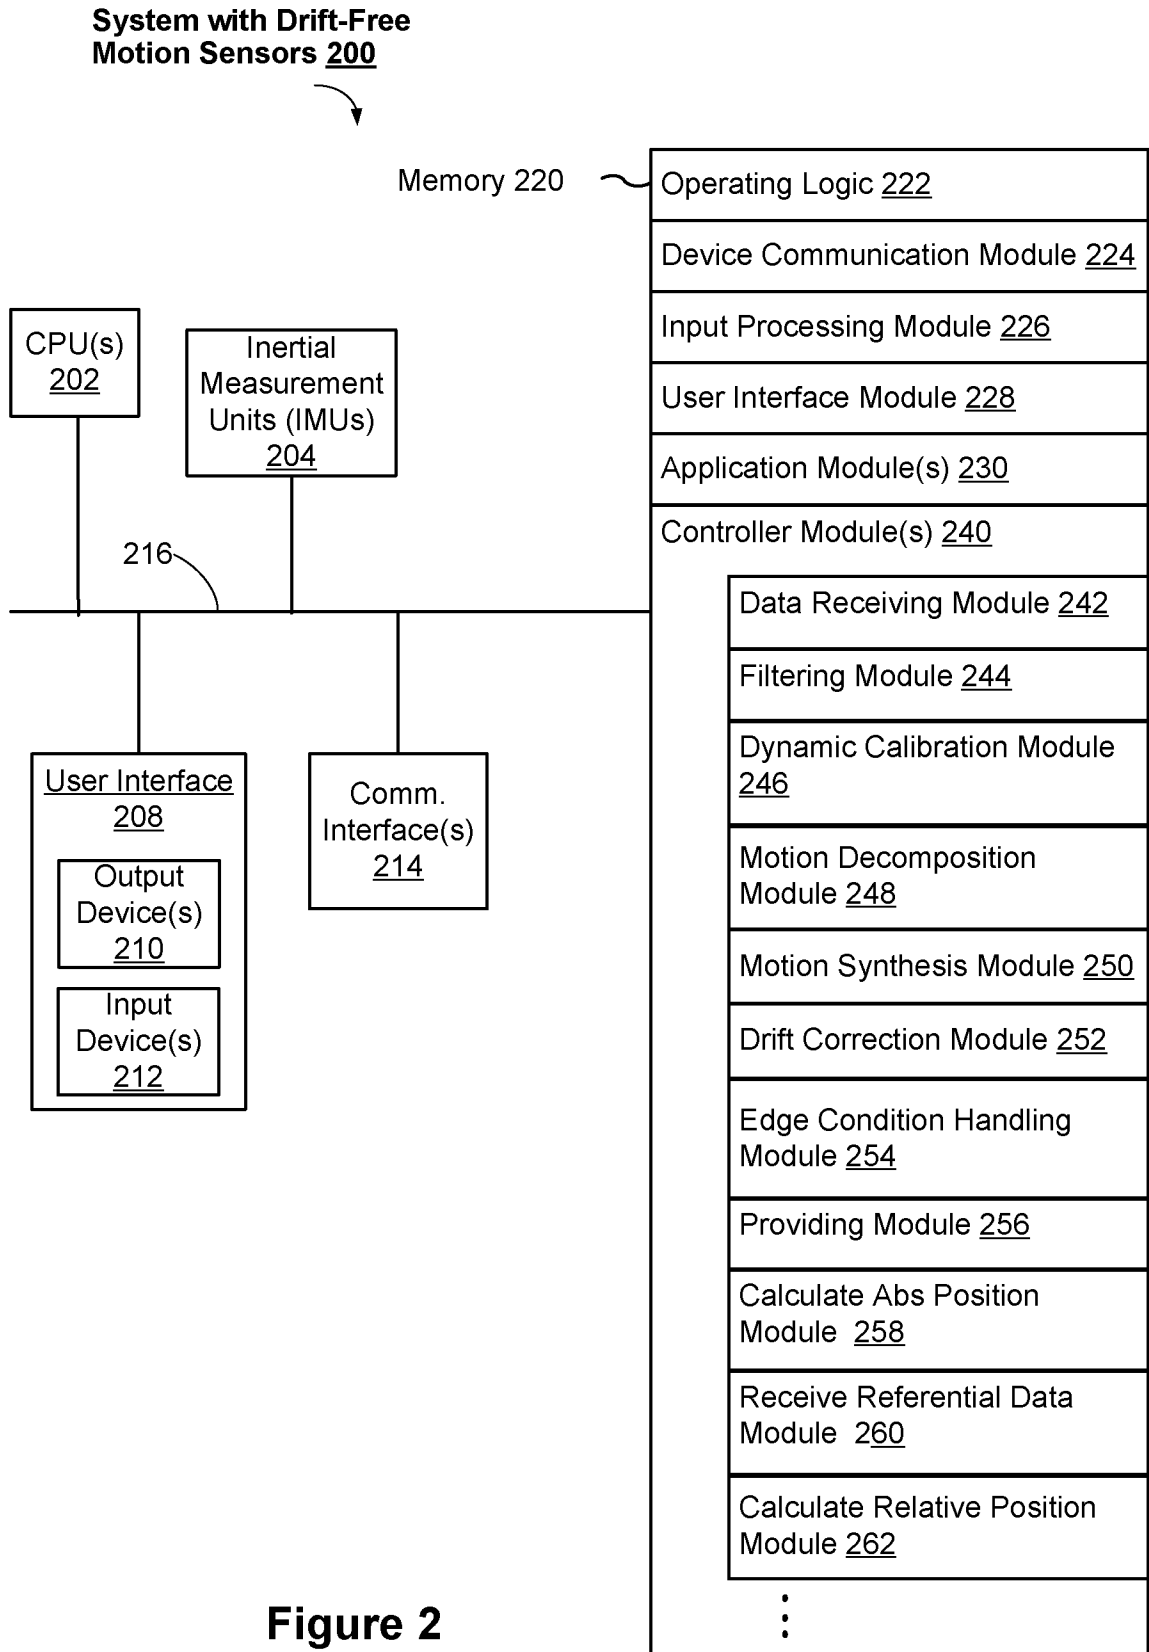 System with Drift-Free
Motion Sensors 200
Memory 220
Operating Logic 222
Device Communication Module 224
Input Processing Module 226
User Interface Module 228
Application Module(s) 230
Controller Module(s) 240
Data Receiving Module 242
Filtering Module 244
Dynamic Calibration Module
246
Motion Decomposition
Module 248
Motion Synthesis Module 250
Drift Correction Module 252
Edge Condition Handling
Module 254
Providing Module 256
Calculate Abs Position
Module 258
Receive Referential Data
Module 260
Calculate Relative Position
Module 262
CPU(s)
202
Inertial
Measurement
Units (IMUs)
204
216
User Interface
208
Output
Device(s)
210
Input
Device(s)
212
Comm.
Interface(s)
214
Figure 2